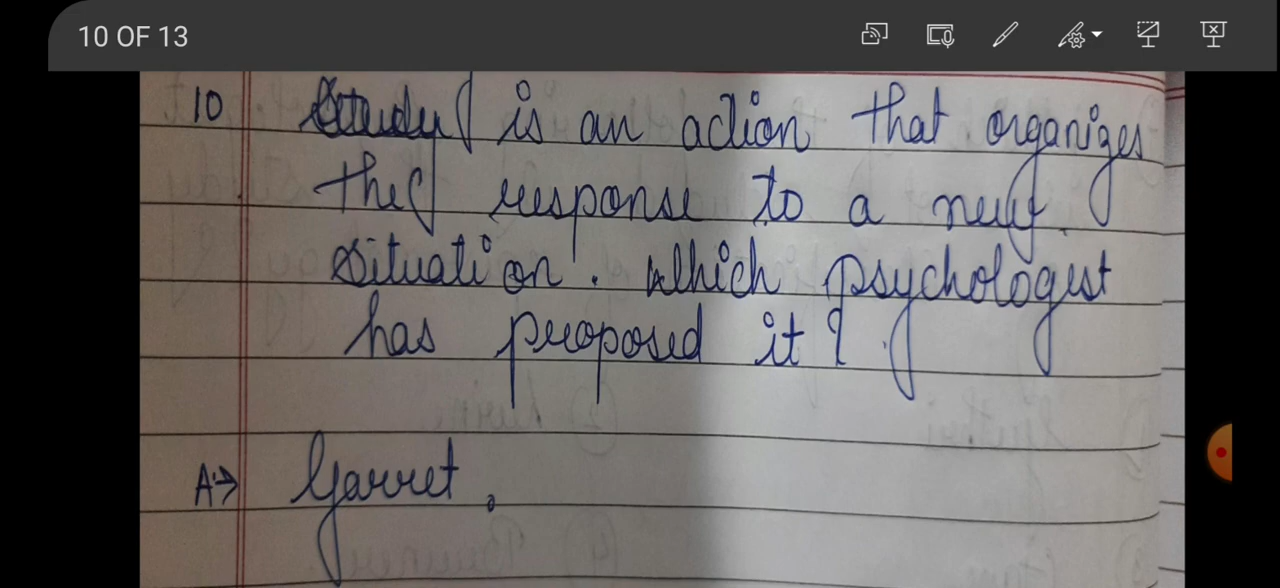 10 OF 13
10 Study is an action that organizes
the response to a new
situation. Which psychologist
has proposed it?
A→ Garret.